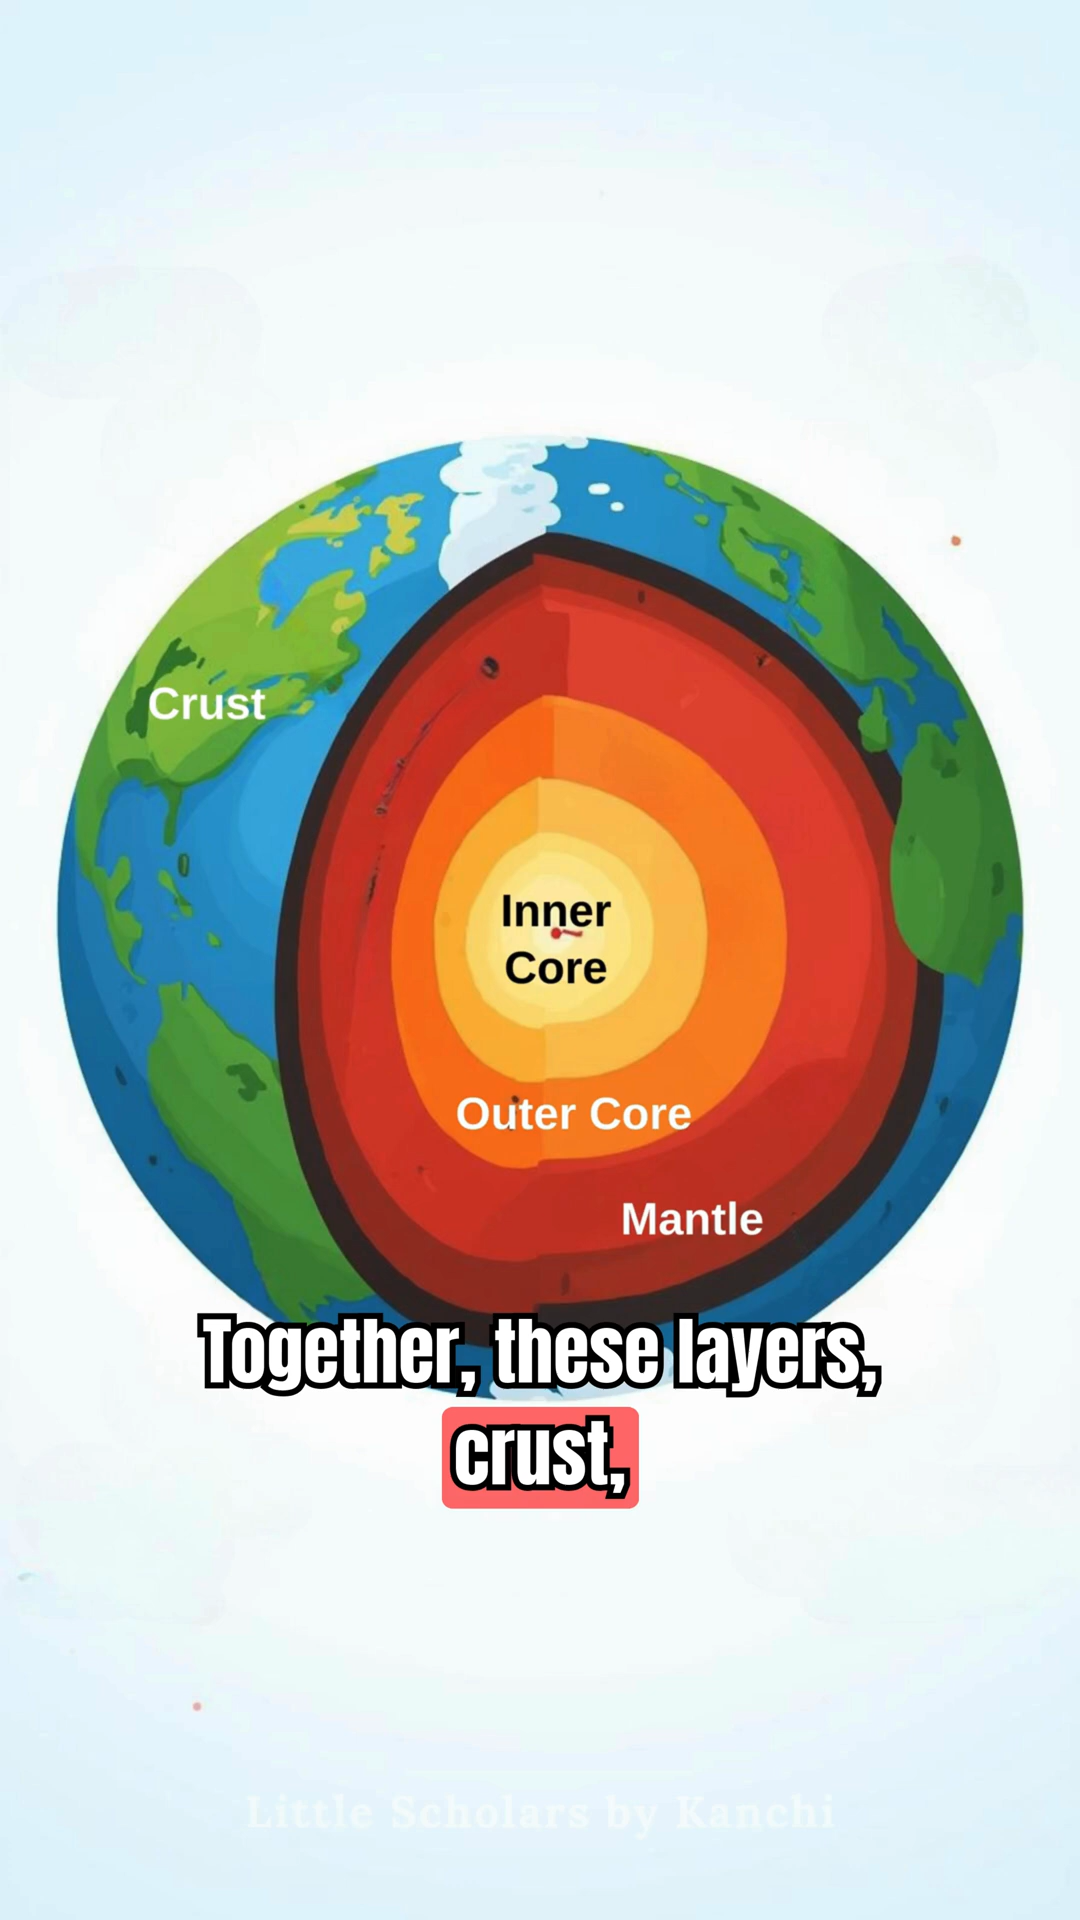 Crust
Inner
Core
Outer Core
Mantle
Together, these layers,
crust,
Little Scholars by Kanchi